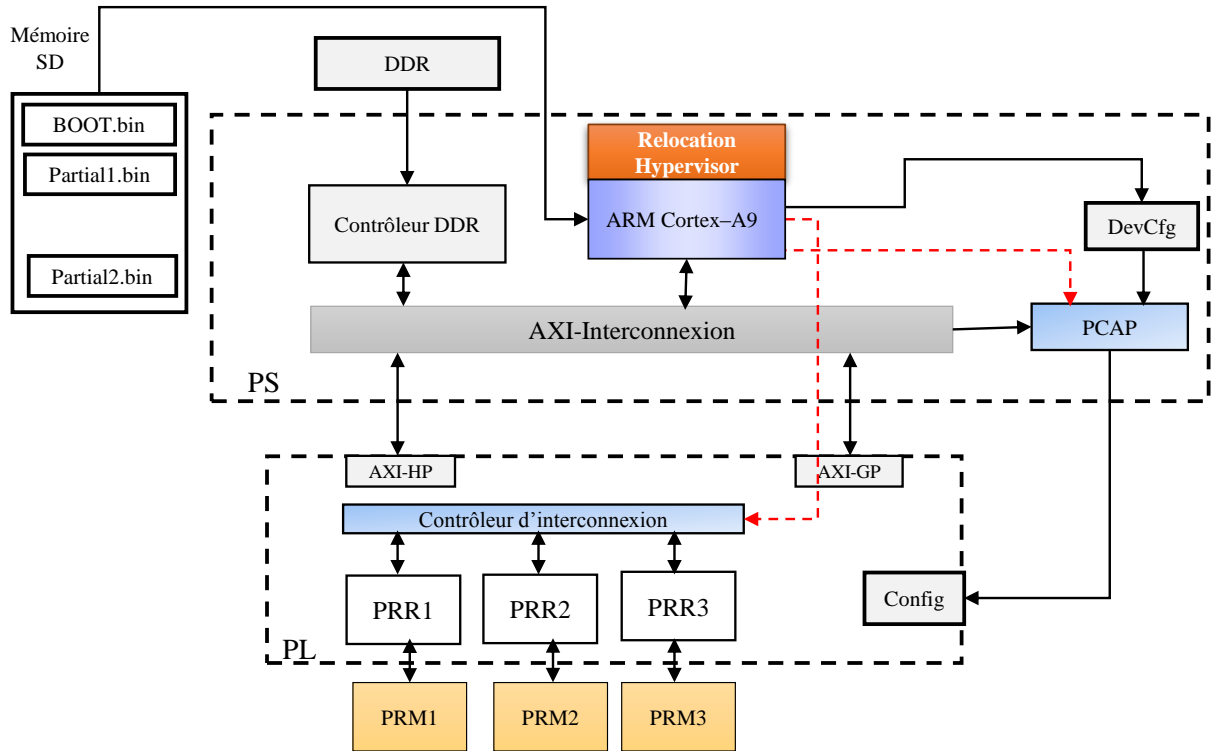 Mémoire
SD
BOOT.bin
Partial1.bin
Partial2.bin
DDR
Relocation
Hypervisor
Contrôleur DDR
ARM Cortex–A9
DevCfg
AXI-Interconnexion
PCAP
PS
AXI-HP
AXI-GP
Contrôleur d’interconnexion
PRR1
PRR2
PRR3
Config
PL
PRM1
PRM2
PRM3